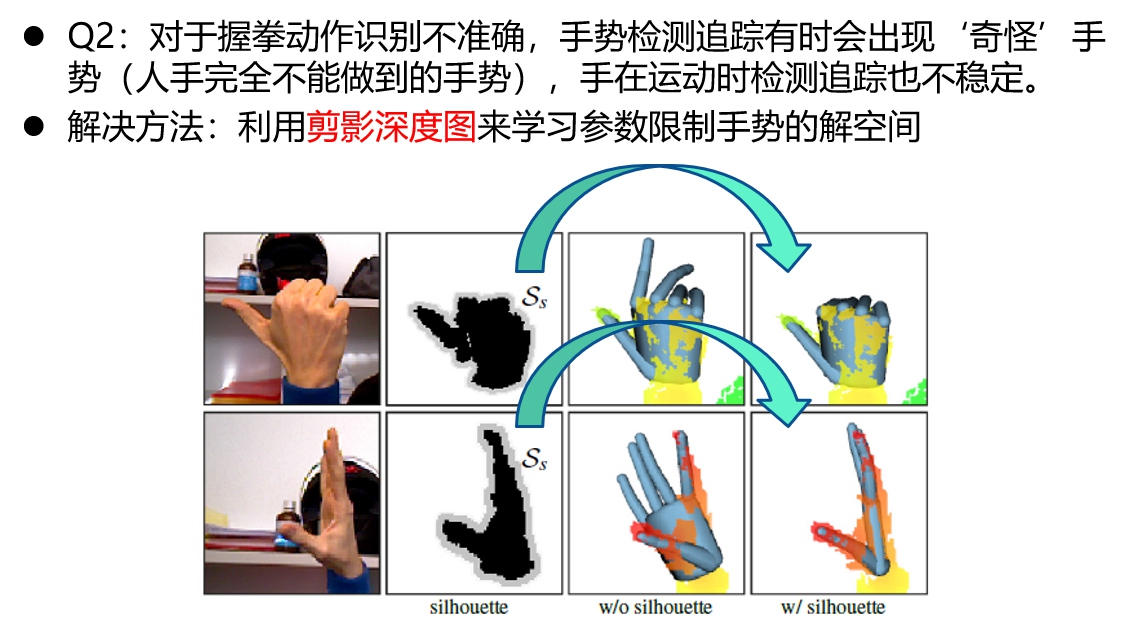 ● Q2：对于握拳动作识别不准确，手势检测追踪有时会出现‘奇怪’手
势（人手完全不能做到的手势），手在运动时检测追踪也不稳定。
● 解决方法：利用剪影深度图来学习参数限制手势的解空间
𝒮s
𝒮s
silhouette w/o silhouette w/ silhouette